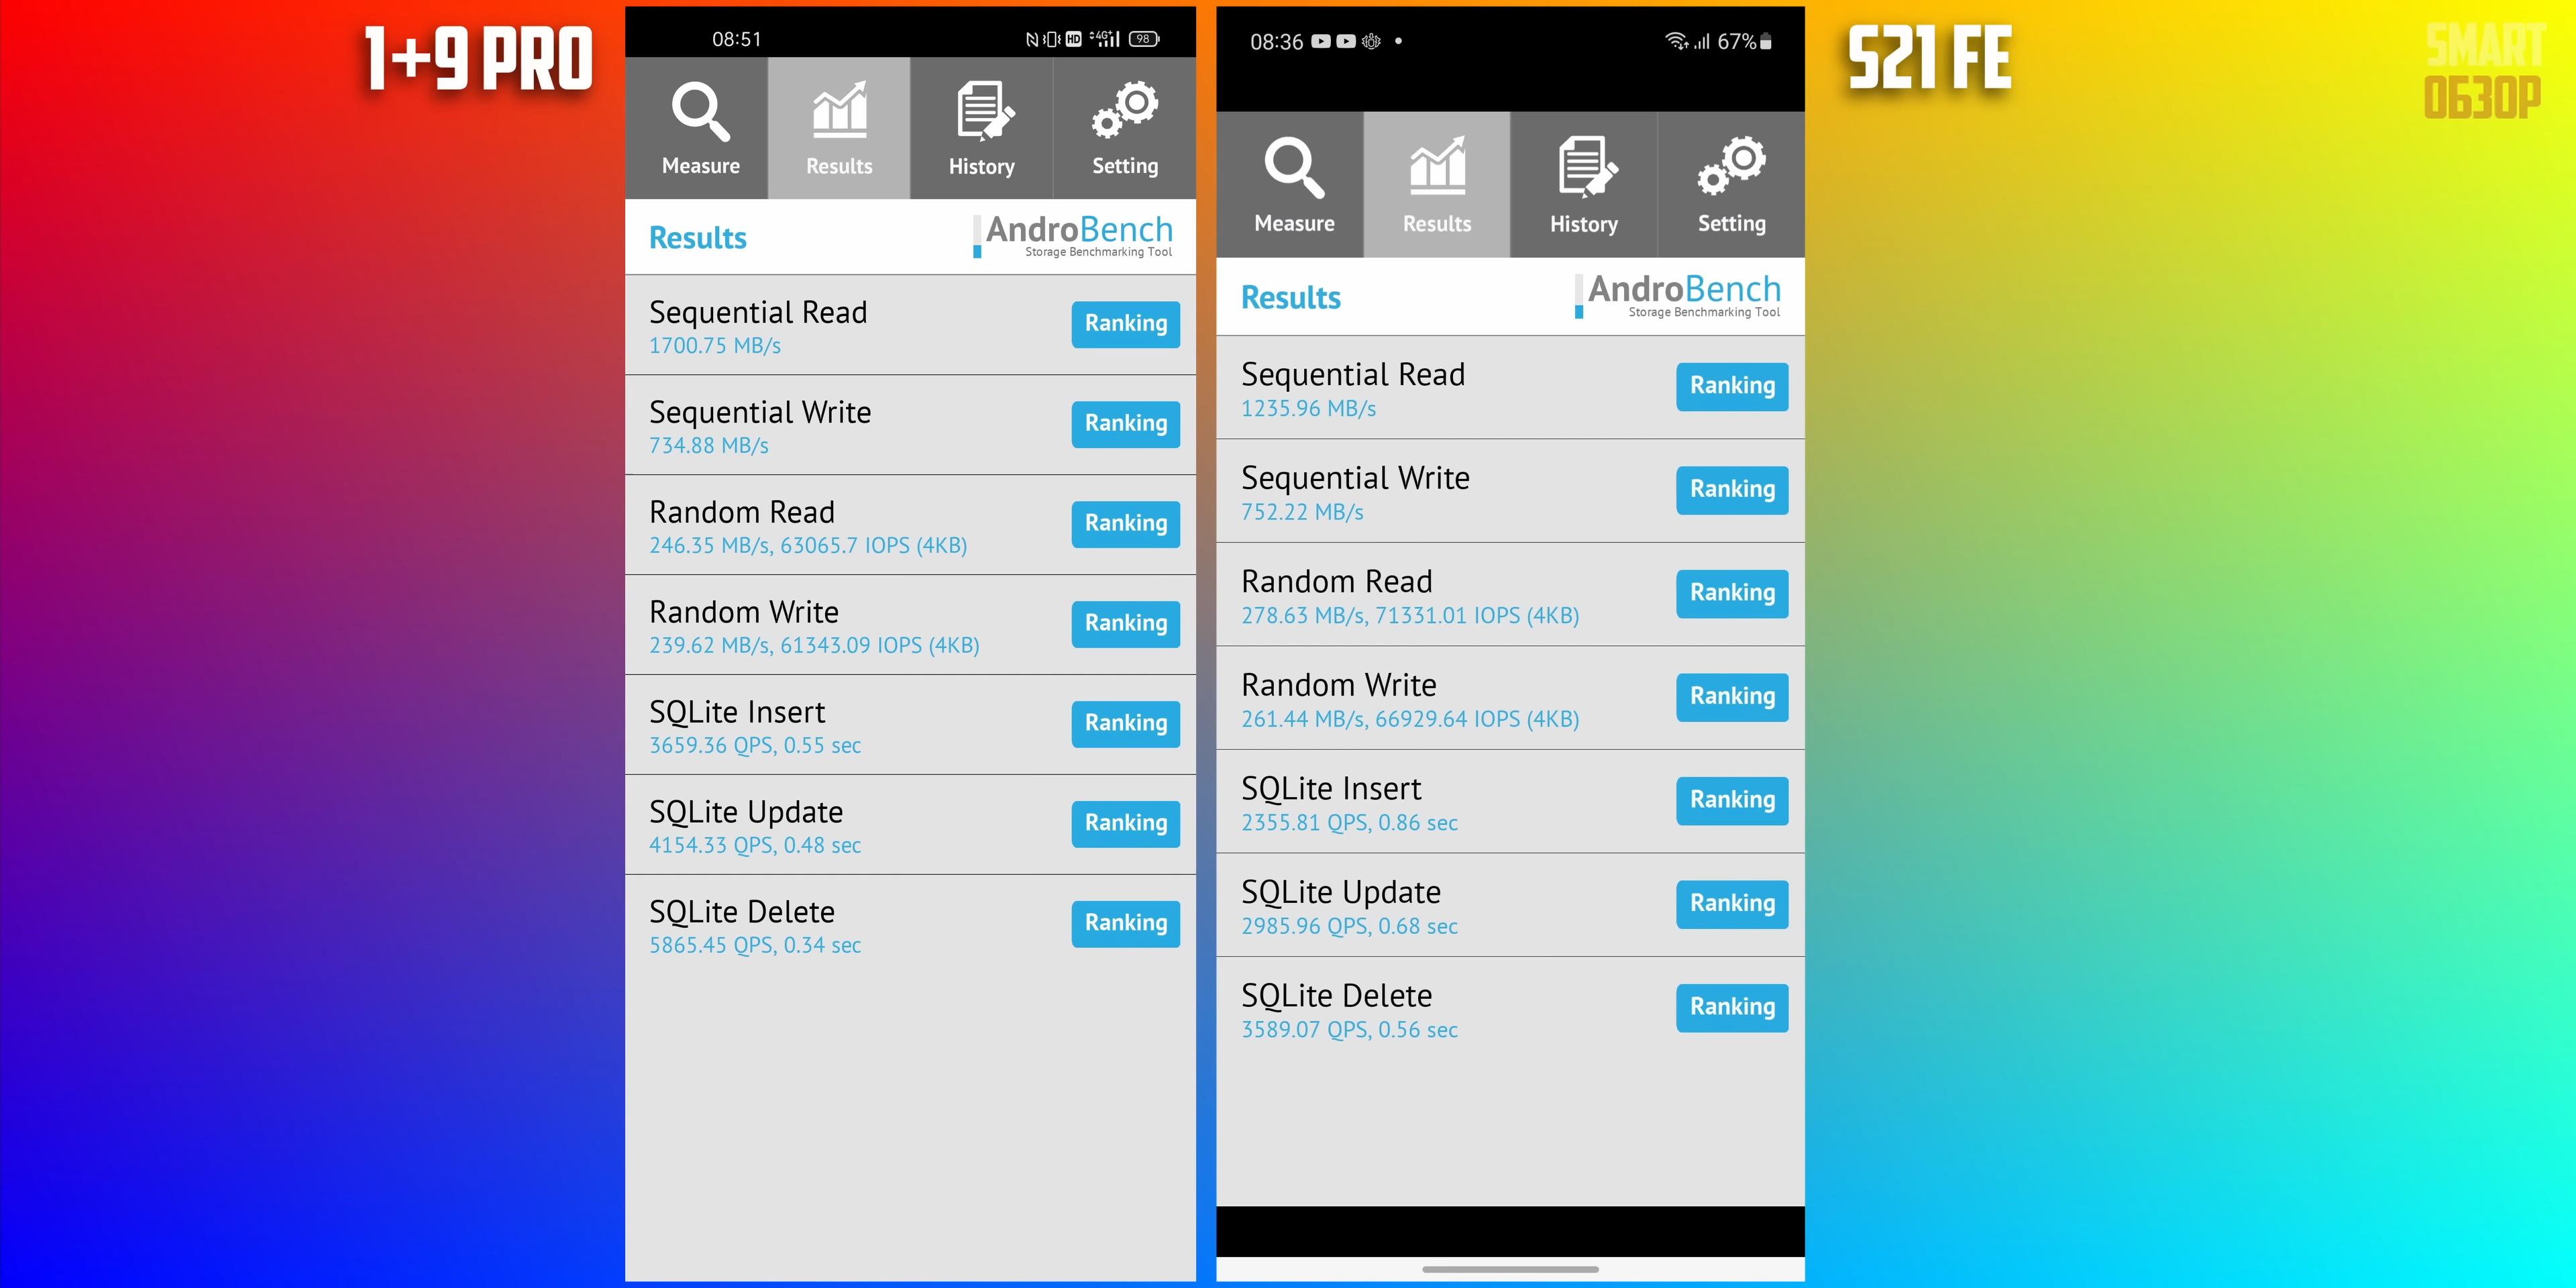 1+9 PRO
08:51
HD 4G+ 98
Measure
Results
History
Setting
Results
AndroBench
Storage Benchmarking Tool
Sequential Read
1700.75 MB/s
Ranking
Sequential Write
734.88 MB/s
Ranking
Random Read
246.35 MB/s, 63065.7 IOPS (4KB)
Ranking
Random Write
239.62 MB/s, 61343.09 IOPS (4KB)
Ranking
SQLite Insert
3659.36 QPS, 0.55 sec
Ranking
SQLite Update
4154.33 QPS, 0.48 sec
Ranking
SQLite Delete
5865.45 QPS, 0.34 sec
Ranking
08:36
67%
Measure
Results
History
Setting
Results
AndroBench
Storage Benchmarking Tool
Sequential Read
1235.96 MB/s
Ranking
Sequential Write
752.22 MB/s
Ranking
Random Read
278.63 MB/s, 71331.01 IOPS (4KB)
Ranking
Random Write
261.44 MB/s, 66929.64 IOPS (4KB)
Ranking
SQLite Insert
2355.81 QPS, 0.86 sec
Ranking
SQLite Update
2985.96 QPS, 0.68 sec
Ranking
SQLite Delete
3589.07 QPS, 0.56 sec
Ranking
S21 FE
SMART
ОБЗОР